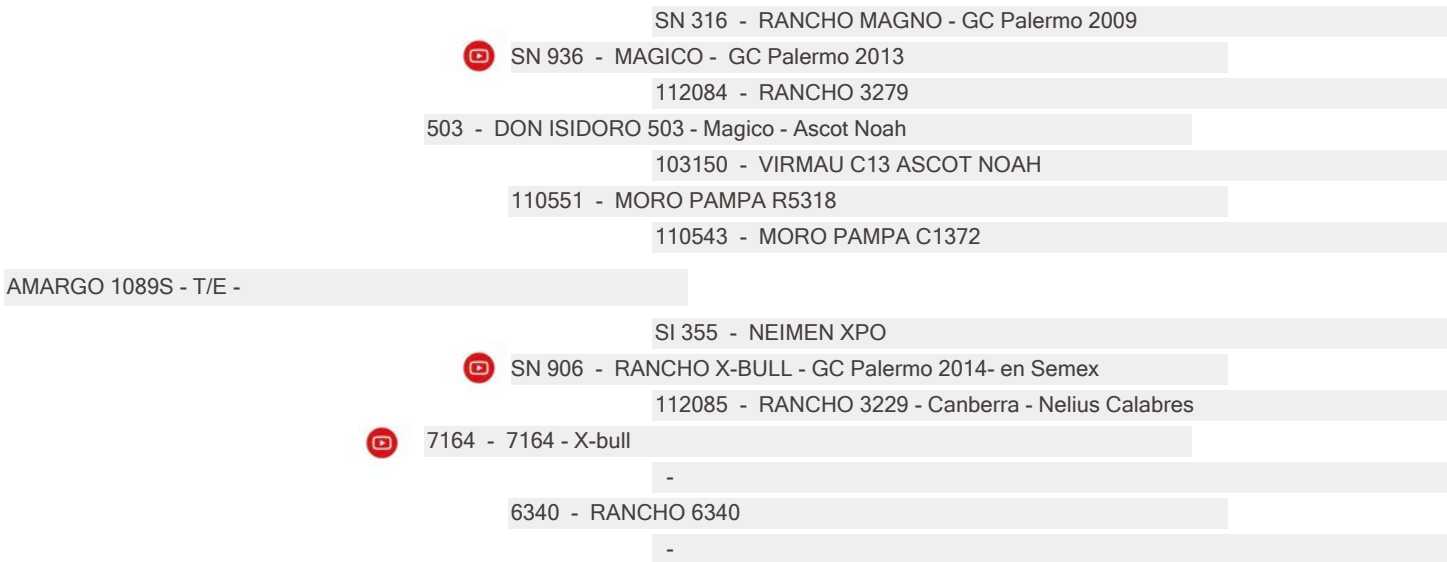 SN 316 - RANCHO MAGNO - GC Palermo 2009
SN 936 - MAGICO - GC Palermo 2013
112084 - RANCHO 3279
503 - DON ISIDORO 503 - Magico - Ascot Noah
103150 - VIRMAU C13 ASCOT NOAH
110551 - MORO PAMPA R5318
110543 - MORO PAMPA C1372
AMARGO 1089S - T/E -
SI 355 - NEIMEN XPO
SN 906 - RANCHO X-BULL - GC Palermo 2014- en Semex
112085 - RANCHO 3229 - Canberra - Nelius Calabres
7164 - 7164 - X-bull
-
6340 - RANCHO 6340
-